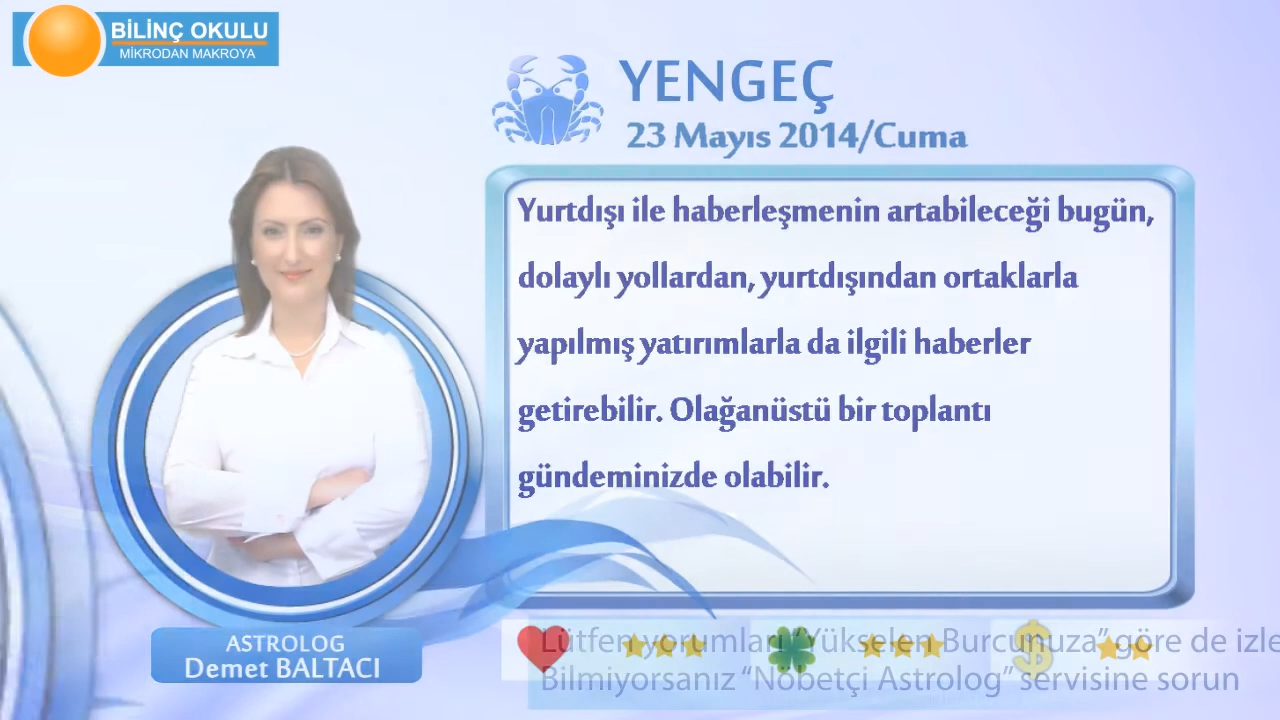 BİLİNÇ OKULU
MİKRODAN MAKROYA
YENGEÇ
23 Mayıs 2014/Cuma
Yurtdışı ile haberleşmenin artabileceği bugün,
dolaylı yollardan, yurtdışından ortaklarla
yapılmış yatırımlarla da ilgili haberler
getirebilir. Olağanüstü bir toplantı
gündeminizde olabilir.
ASTROLOG
Demet BALTACI
Lütfen yorumları "Yükselen Burcunuza” göre de izle
Bilmiyorsanız “Nöbetçi Astrolog” servisine sorun